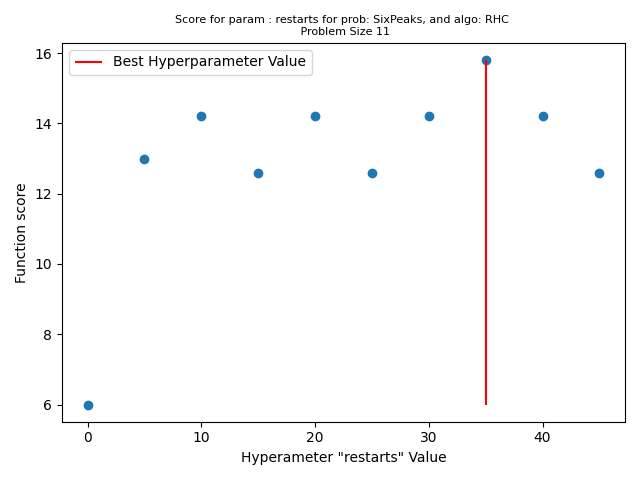 Score for param : restarts for prob: SixPeaks, and algo: RHC
Problem Size 11
Best Hyperparameter Value
Function score
16
14
12
10
8
6
0 10 20 30 40
Hyperameter "restarts" Value